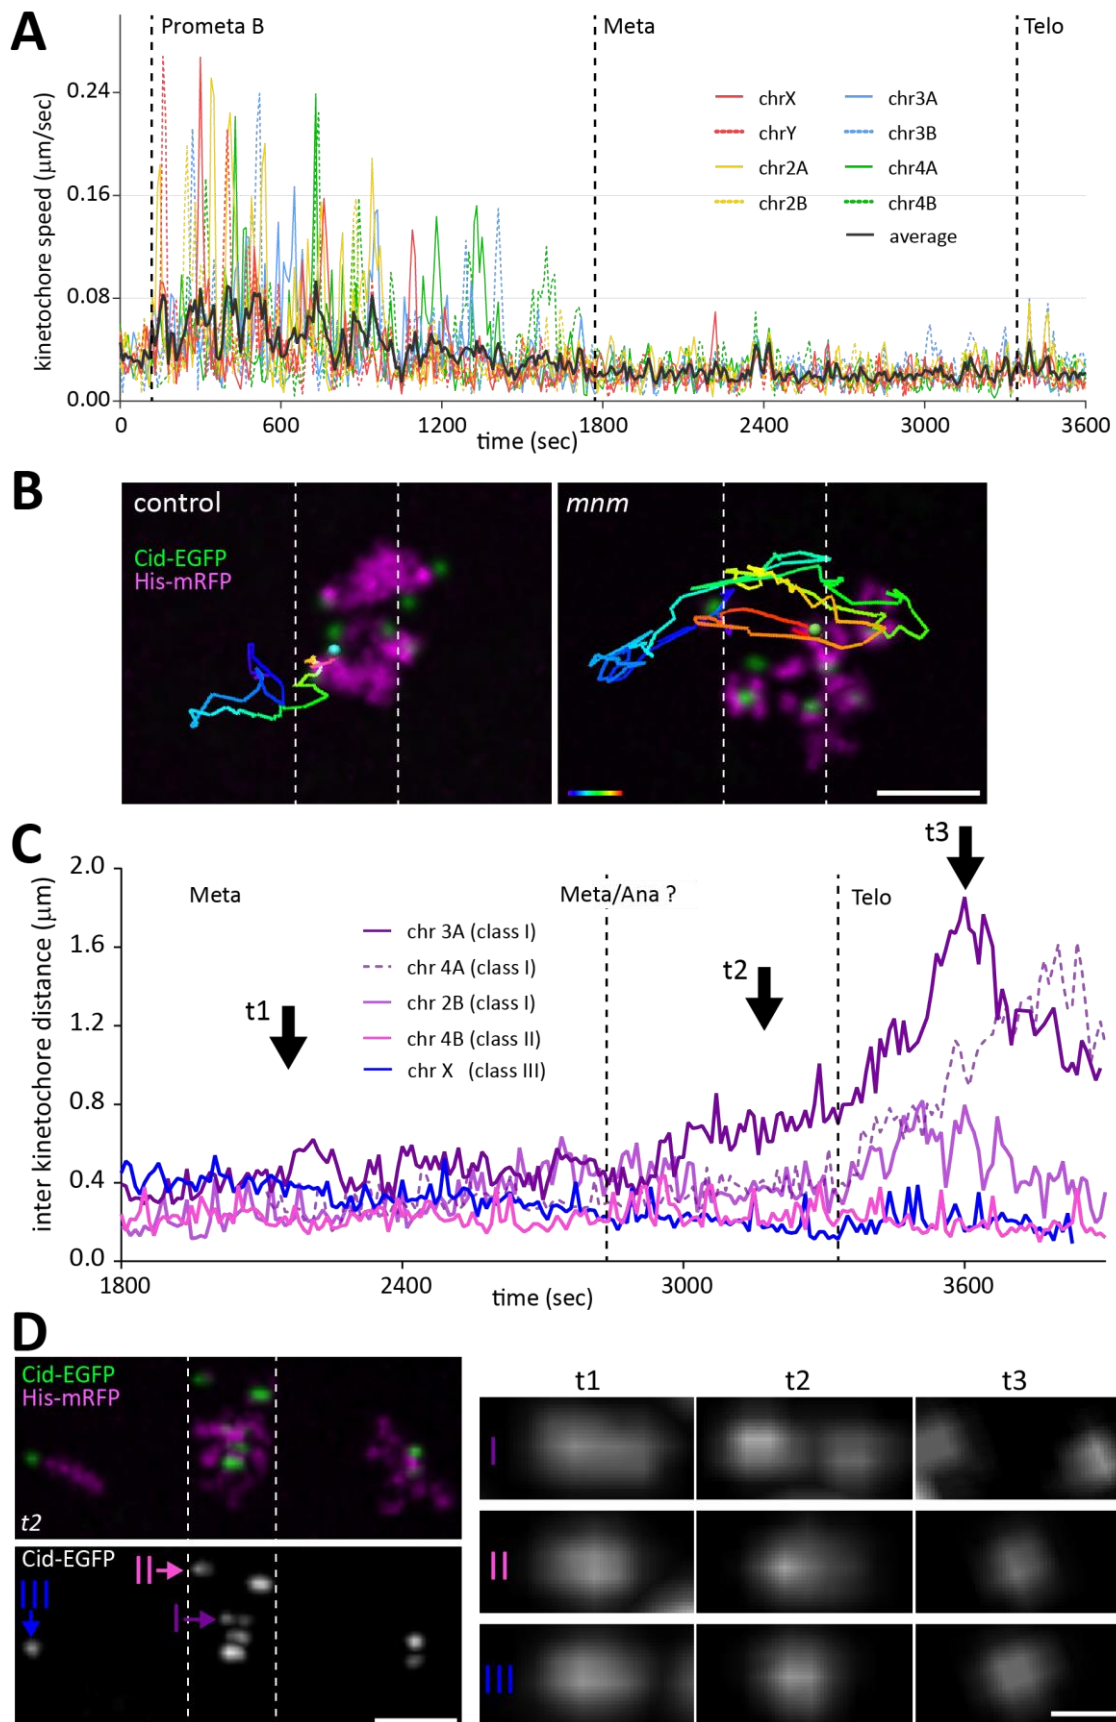 A
Prometa B
Meta
Telo
kinetochore speed (μm/sec)
0.24
0.16
0.08
0.00
chrX
chrY
chr2A
chr2B
chr3A
chr3B
chr4A
chr4B
average
0
600
1200
1800
2400
3000
3600
time (sec)
B
control
Cid-EGFP
His-mRFP
mnm
C
t3
2.0
1.6
1.2
0.8
0.4
0.0
inter kinetochore distance (μm)
Meta
Meta/Ana ?
Telo
chr 3A (class I)
chr 4A (class I)
chr 2B (class I)
chr 4B (class II)
chr X (class III)
t1
t2
1800
2400
3000
3600
time (sec)
D
Cid-EGFP
His-mRFP
t2
Cid-EGFP
II
III
I
t1
t2
t3
I
II
III